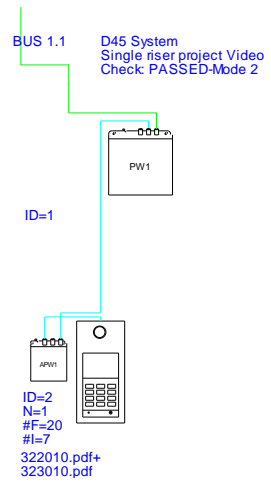 BUS 1.1
D45 System
Single riser project Video
Check: PASSED-Mode 2
PW1
ID=1
APW1
ID=2
N=1
#F=20
#I=7
322010.pdf+
323010.pdf